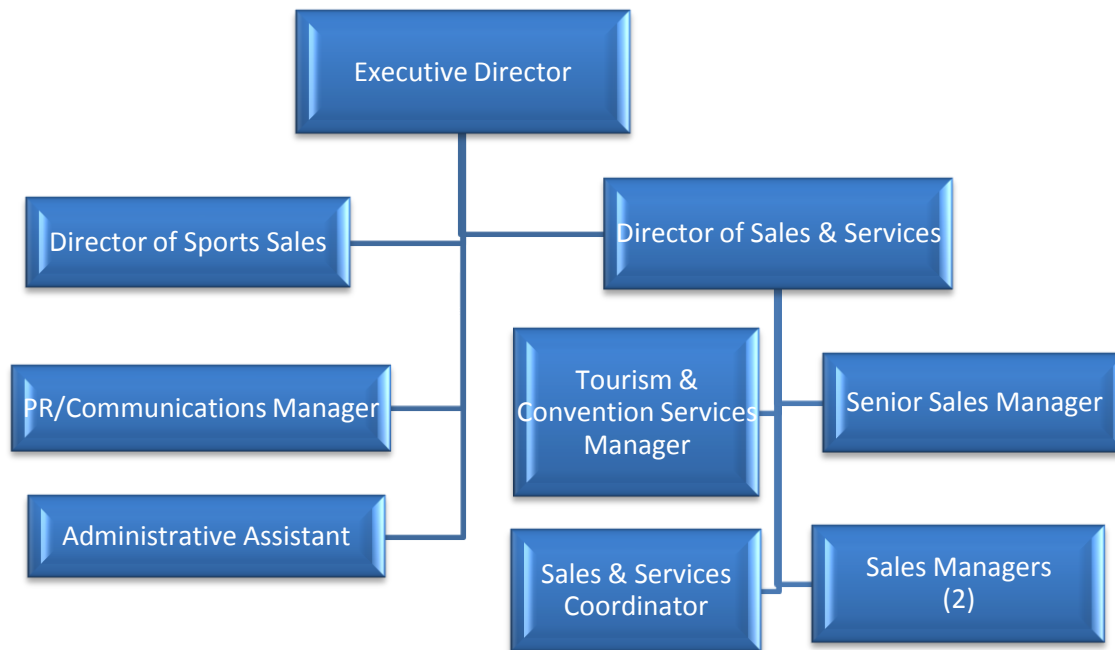 Executive Director
Director of Sports Sales
Director of Sales & Services
PR/Communications Manager
Tourism &
Convention Services
Manager
Senior Sales Manager
Administrative Assistant
Sales & Services
Coordinator
Sales Managers
(2)